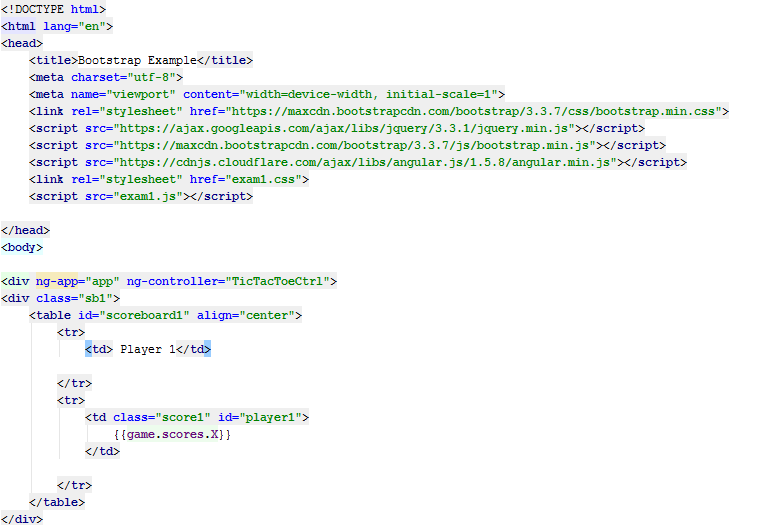 <!DOCTYPE html>
<html lang="en">
<head>
    <title>Bootstrap Example</title>
    <meta charset="utf-8">
    <meta name="viewport" content="width=device-width, initial-scale=1">
    <link rel="stylesheet" href="https://maxcdn.bootstrapcdn.com/bootstrap/3.3.7/css/bootstrap.min.css">
    <script src="https://ajax.googleapis.com/ajax/libs/jquery/3.3.1/jquery.min.js"></script>
    <script src="https://maxcdn.bootstrapcdn.com/bootstrap/3.3.7/js/bootstrap.min.js"></script>
    <script src="https://cdnjs.cloudflare.com/ajax/libs/angular.js/1.5.8/angular.min.js"></script>
    <link rel="stylesheet" href="exam1.css">
    <script src="exam1.js"></script>
</head>
<body>
<div ng-app="app" ng-controller="TicTacToeCtrl">
<div class="sb1">
    <table id="scoreboard1" align="center">
        <tr>
            <td> Player 1</td>
        </tr>
        <tr>
            <td class="score1" id="player1">
                {{game.scores.X}}
            </td>
        </tr>
    </table>
</div>